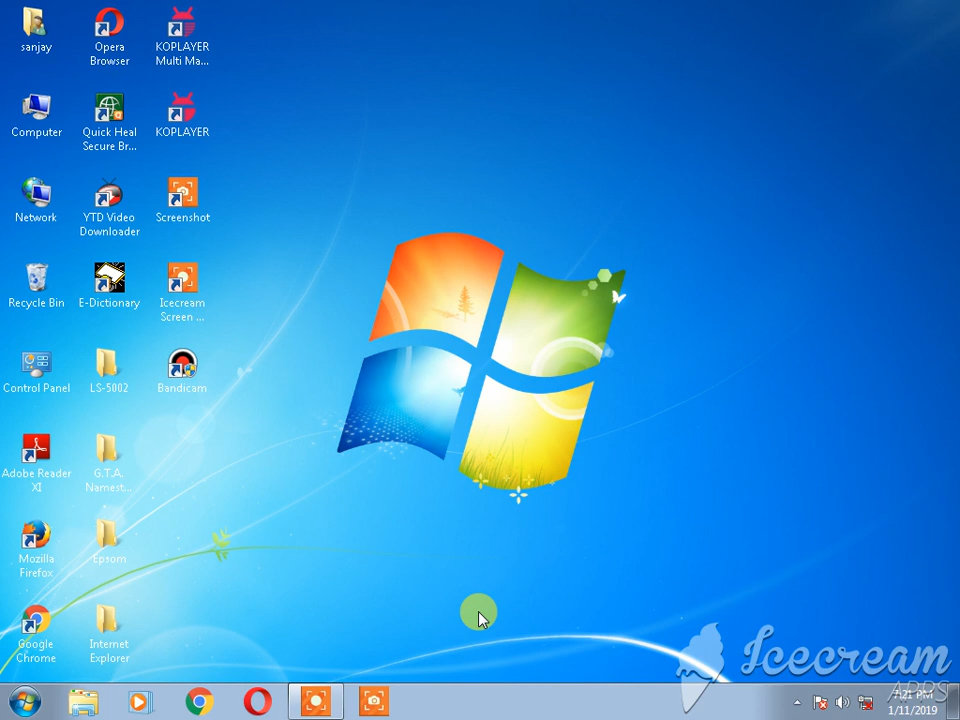 sanjay
Opera
Browser
KOPLAYER
Multi Ma...
Computer
Quick Heal
Secure Br...
KOPLAYER
Network
YTD Video
Downloader
Screenshot
Recycle Bin
E-Dictionary
Icecream
Screen ...
Control Panel
LS-5002
Bandicam
Adobe Reader
XI
G.T.A.
Namest...
Mozilla
Firefox
Epsom
Google
Chrome
Internet
Explorer
Icecream
APPS
7:21 PM
1/11/2019